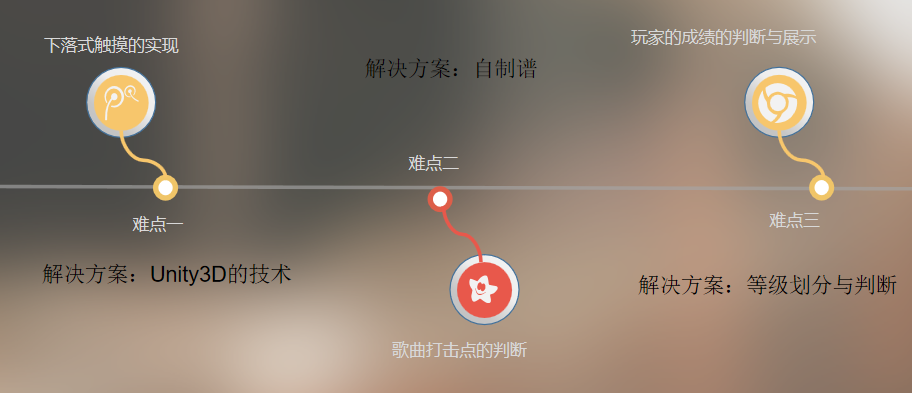 下落式触摸的实现
难点一
解决方案：Unity3D的技术
解决方案：自制谱
难点二
歌曲打击点的判断
玩家的成绩的判断与展示
难点三
解决方案：等级划分与判断